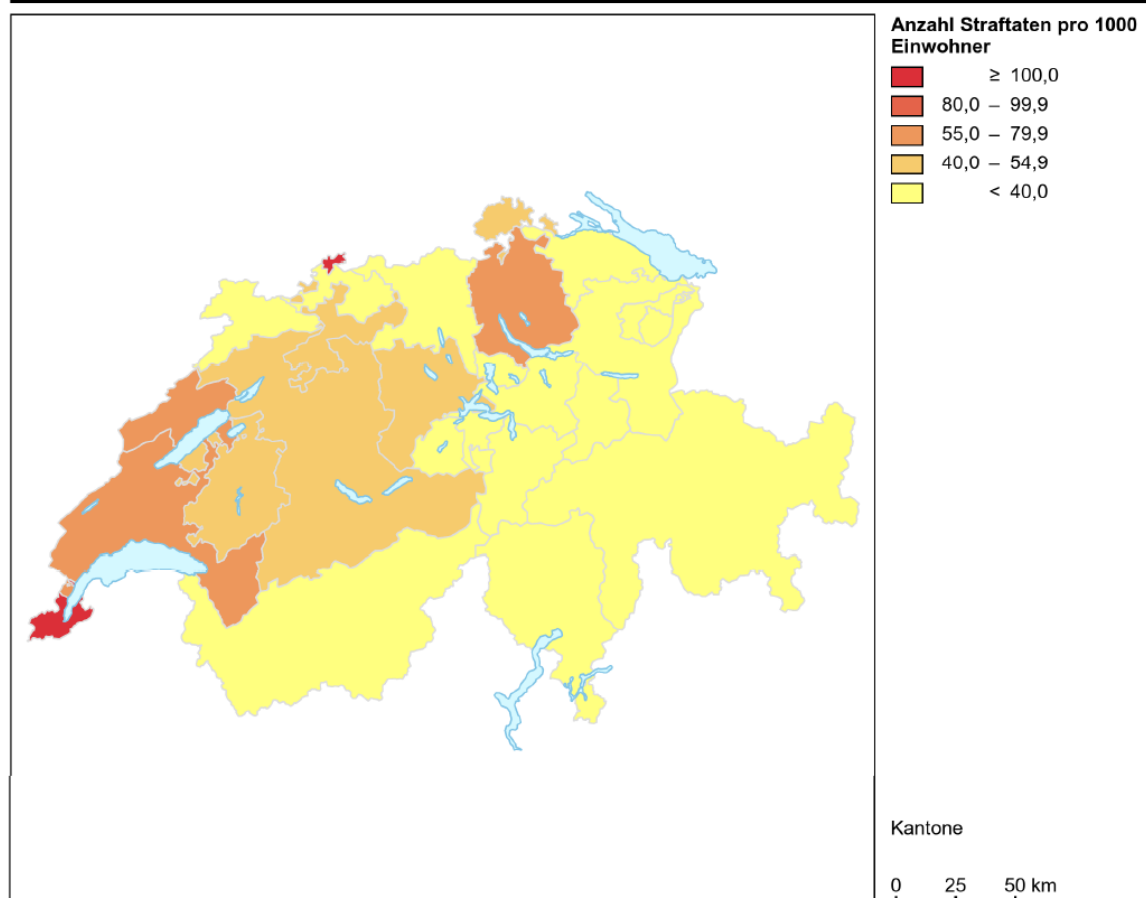 Anzahl Straftaten pro 1000
Einwohner
≥ 100,0
80,0 – 99,9
55,0 – 79,9
40,0 – 54,9
< 40,0
Kantone
0 25 50 km